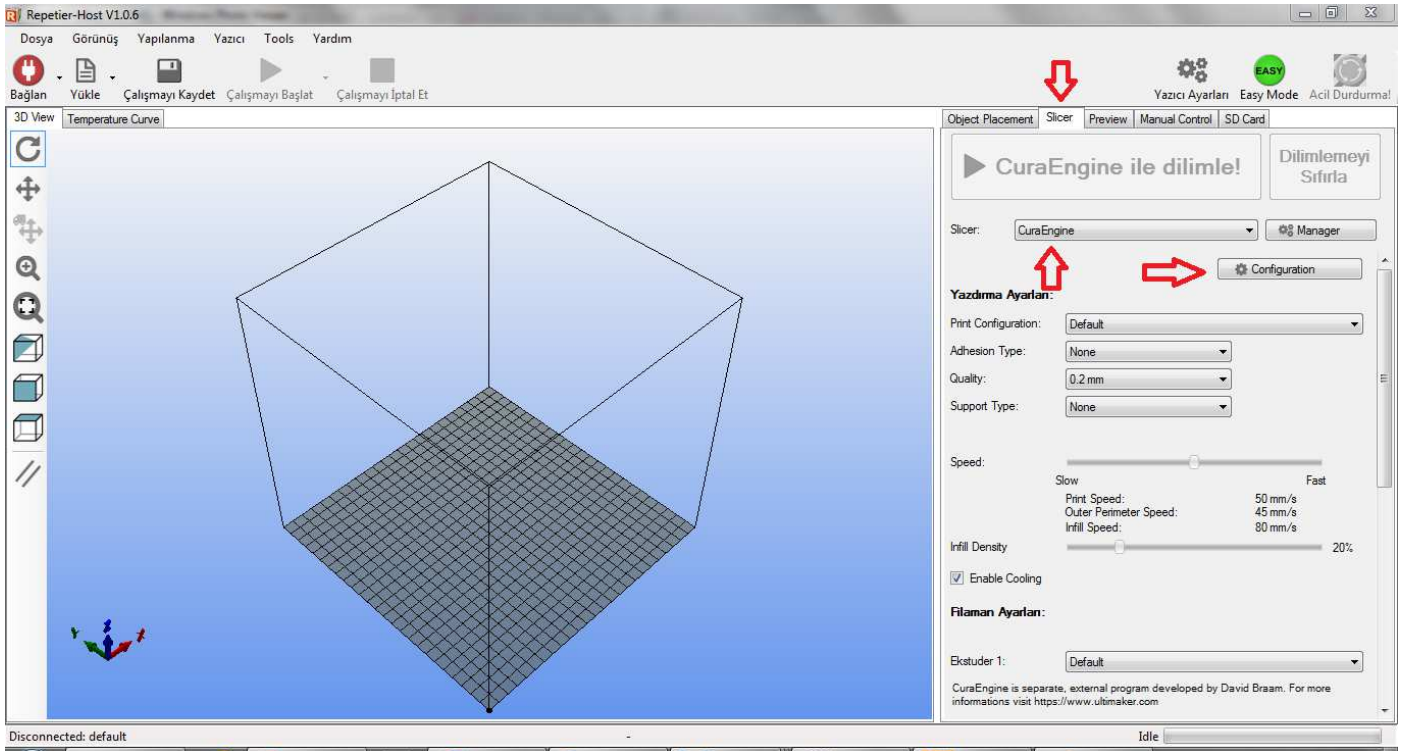 Repetier-Host V1.0.6
Dosya Görünüş Yapılanma Yazıcı Tools Yardım
Bağlan Yükle Çalışmayı Kaydet Çalışmayı Başlat Çalışmayı İptal Et Yazıcı Ayarları EASY Easy Mode Acil Durdurma!
3D View Temperature Curve Object Placement Slicer Preview Manual Control SD Card
CuraEngine ile dilimle! Dilimlemeyi
Sıfırla
Slicer: CuraEngine Manager
Configuration
Yazdırma Ayarları:
Print Configuration: Default
Adhesion Type: None
Quality: 0.2 mm
Support Type: None
Speed:
Slow Fast
Print Speed: 50 mm/s
Outer Perimeter Speed: 45 mm/s
Infill Speed: 80 mm/s
Infill Density 20%
Enable Cooling
Filaman Ayarları:
Ekstuder 1: Default
CuraEngine is separate, external program developed by David Braam. For more
informations visit https://www.ultimaker.com
Disconnected: default - Idle